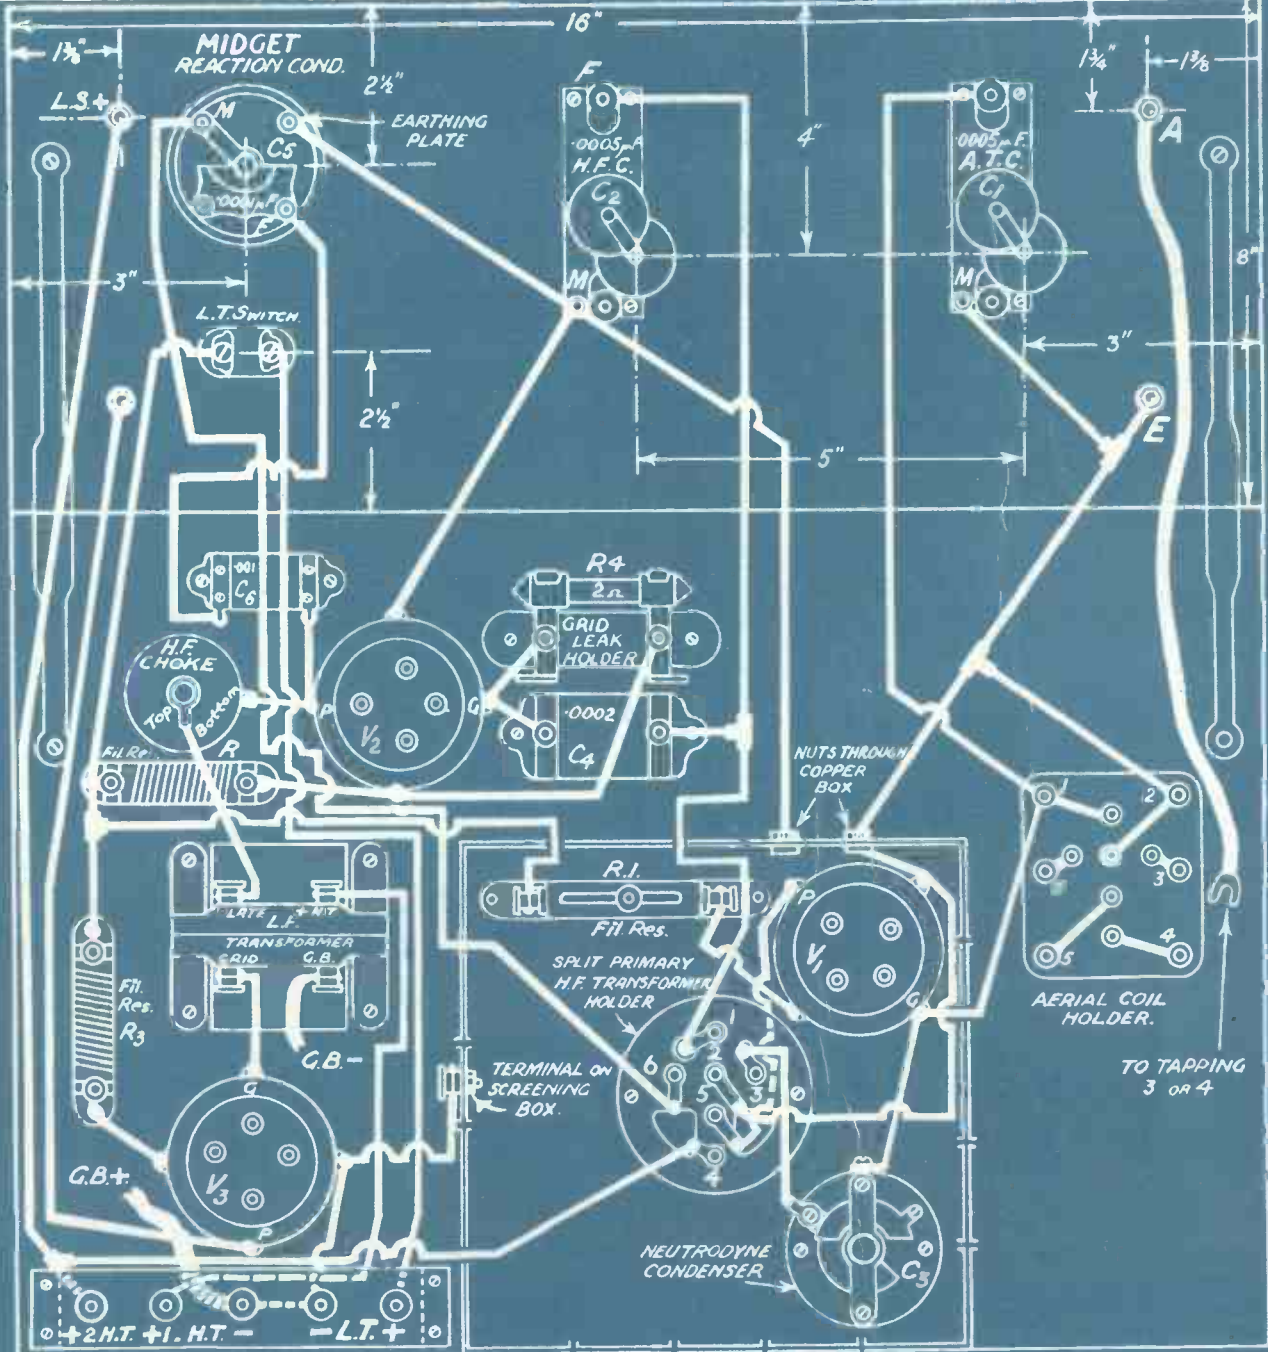 16"
1⅜"
MIDGET
REACTION COND.
2½"
1¾"
1⅜
L.S.+
M
C5
EARTHING
PLATE
.0001μF
F
F
.0005μF
H.F.C.
C2
M
4"
.0005μF.
A.T.C.
C1
M
A
8"
3"
L.T. SWITCH.
2½"
3"
E
5"
.001
C6
R4
2Ω
GRID
LEAK
HOLDER
H.F.
CHOKE
Top
Bottom
P
V2
G
.0002
C4
Fil. Res.
R
NUTS THROUGH
COPPER
BOX
1
2
3
4
5
AERIAL COIL
HOLDER.
R.1.
Fil. Res.
P
V1
G
PLATE
+ HT
L.F.
TRANSFORMER
GRID
G.B.
Fil.
Res.
R3
G.B.-
SPLIT PRIMARY
H.F. TRANSFORMER
HOLDER
1
2
3
4
5
6
TERMINAL ON
SCREENING
BOX.
TO TAPPING
3 OR 4
G
V3
P
G.B.+
NEUTRODYNE
CONDENSER
C3
+2 H.T. +1. H.T. - - L.T. +